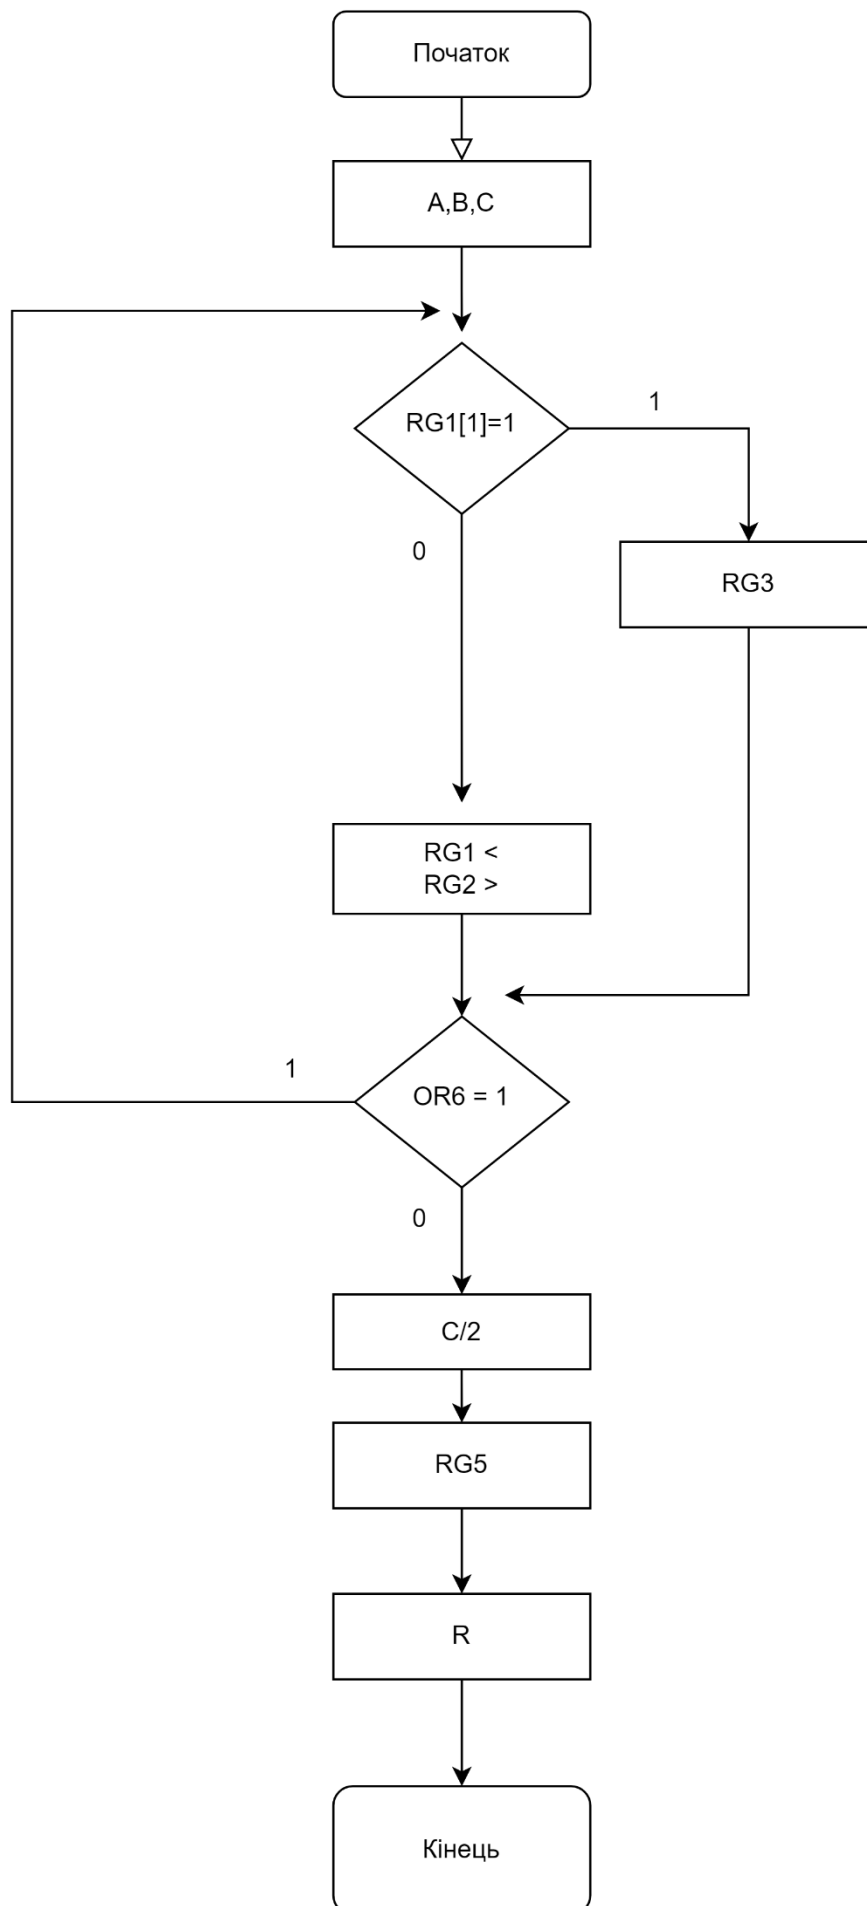 Початок
A,B,C
RG1[1]=1
1
0
RG3
RG1 <
RG2 >
1
OR6 = 1
0
C/2
RG5
R
Кінець